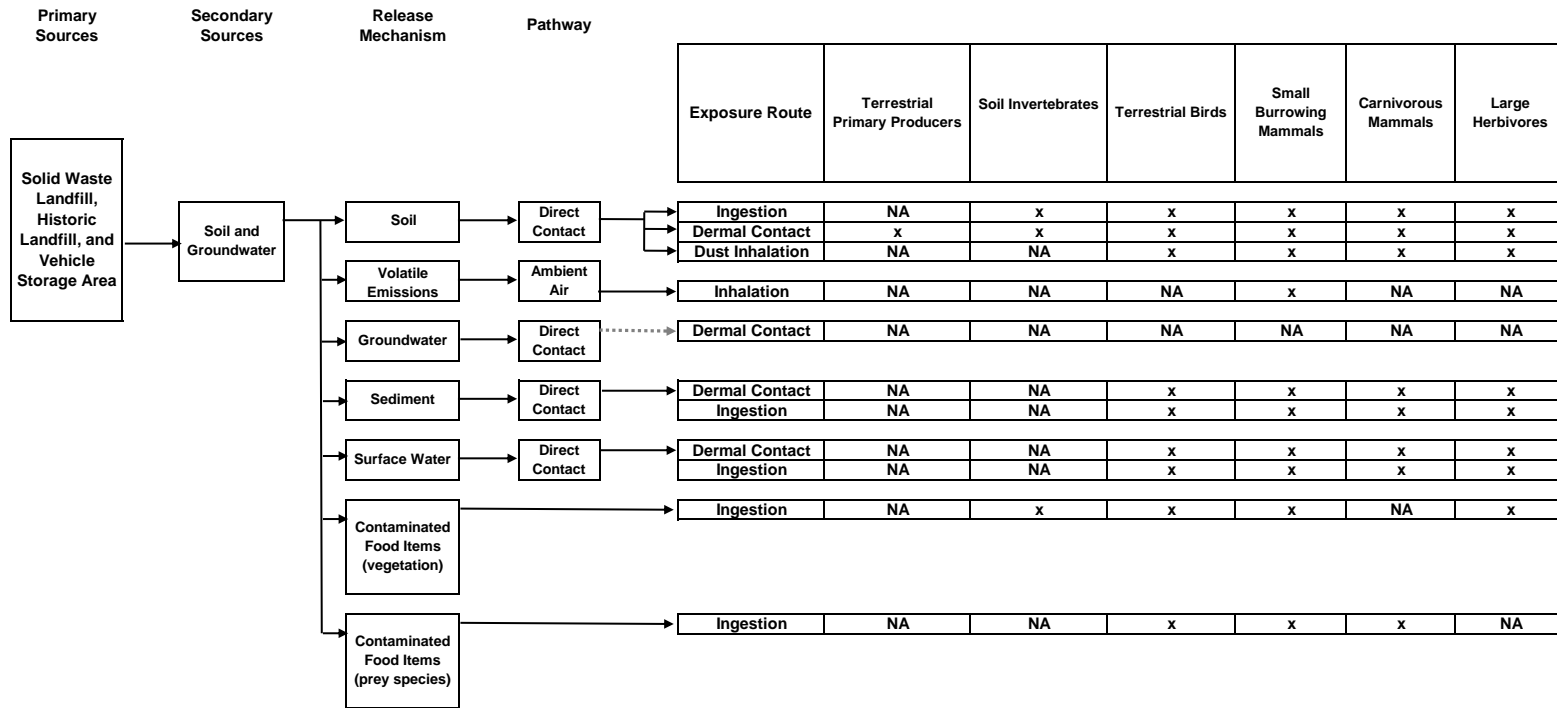 Primary
Sources
Secondary
Sources
Release
Mechanism
Pathway
Exposure Route
Terrestrial
Primary Producers
Soil Invertebrates
Terrestrial Birds
Small
Burrowing
Mammals
Carnivorous
Mammals
Large
Herbivores
Solid Waste
Landfill,
Historic
Landfill, and
Vehicle
Storage Area
Soil and
Groundwater
Soil
Direct
Contact
Ingestion NA x x x x x
Dermal Contact x x x x x x
Dust Inhalation NA NA x x x x
Volatile
Emissions
Ambient
Air
Inhalation NA NA NA x NA NA
Groundwater
Direct
Contact
Dermal Contact NA NA NA NA NA NA
Sediment
Direct
Contact
Dermal Contact NA NA x x x x
Ingestion NA NA x x x x
Surface Water
Direct
Contact
Dermal Contact NA NA x x x x
Ingestion NA NA x x x x
Contaminated
Food Items
(vegetation)
Ingestion NA x x x NA x
Contaminated
Food Items
(prey species)
Ingestion NA NA x x x NA